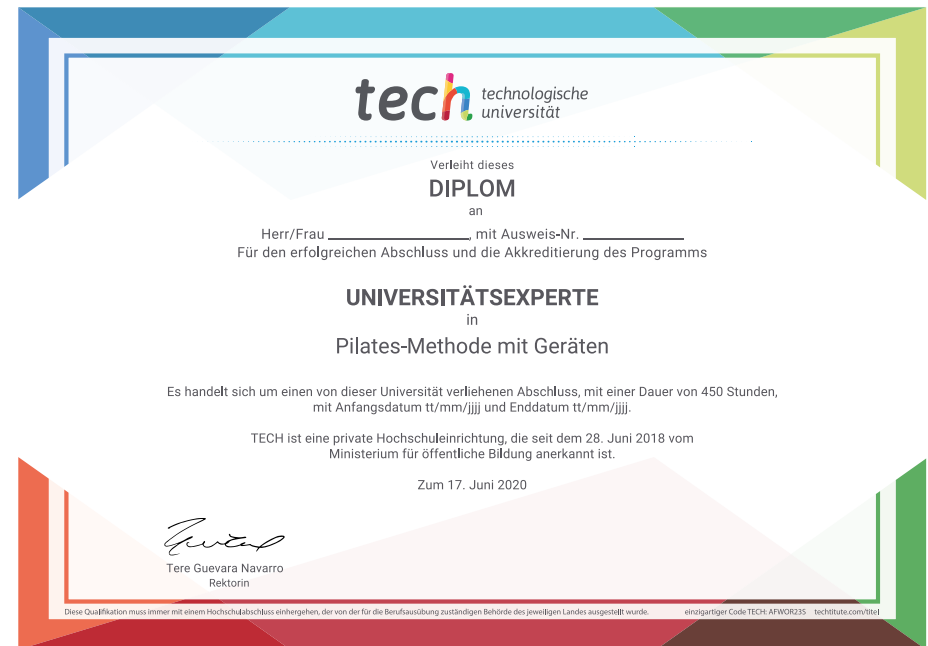 tech technologische
universität
Verleiht dieses
DIPLOM
an
Herr/Frau ____________________, mit Ausweis-Nr. ______________
Für den erfolgreichen Abschluss und die Akkreditierung des Programms
UNIVERSITÄTSEXPERTE
in
Pilates-Methode mit Geräten
Es handelt sich um einen von dieser Universität verliehenen Abschluss, mit einer Dauer von 450 Stunden,
mit Anfangsdatum tt/mm/jjjj und Enddatum tt/mm/jjjj.
TECH ist eine private Hochschuleinrichtung, die seit dem 28. Juni 2018 vom
Ministerium für öffentliche Bildung anerkannt ist.
Zum 17. Juni 2020
Tere Guevara Navarro
Rektorin
Diese Qualifikation muss immer mit einem Hochschulabschluss einhergehen, der von der für die Berufsausübung zuständigen Behörde des jeweiligen Landes ausgestellt wurde. einzigartiger Code TECH: AFWOR23S techtitute.com/titel